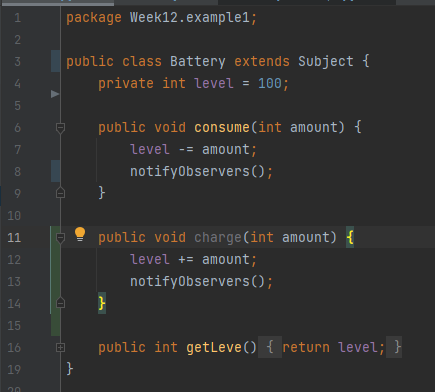 1 package Week12.example1;
2
3 public class Battery extends Subject {
4 private int level = 100;
5
6 public void consume(int amount) {
7 level -= amount;
8 notifyObservers();
9 }
10
11 public void charge(int amount) {
12 level += amount;
13 notifyObservers();
14 }
15
16 public int getLeve() { return level; }
19 }
20